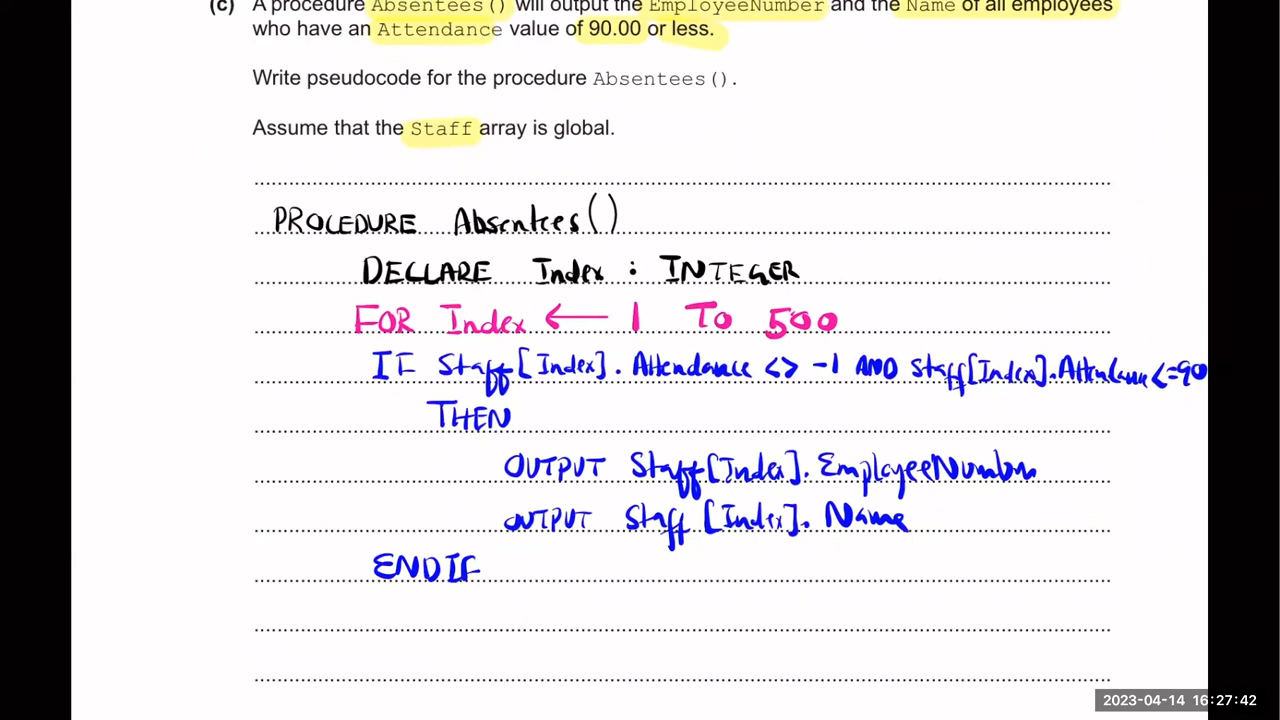 (c) A procedure Absentees() will output the EmployeeNumber and the Name of all employees
who have an Attendance value of 90.00 or less.
Write pseudocode for the procedure Absentees().
Assume that the Staff array is global.
PROCEDURE Absentees()
DECLARE Index : INTEGER
FOR Index ← 1 TO 500
IF Staff[Index].Attendance <> -1 AND Staff[Index].Attendance <=90
THEN
OUTPUT Staff[Index].EmployeeNumber
OUTPUT Staff[Index].Name
ENDIF
2023-04-14 16:27:42